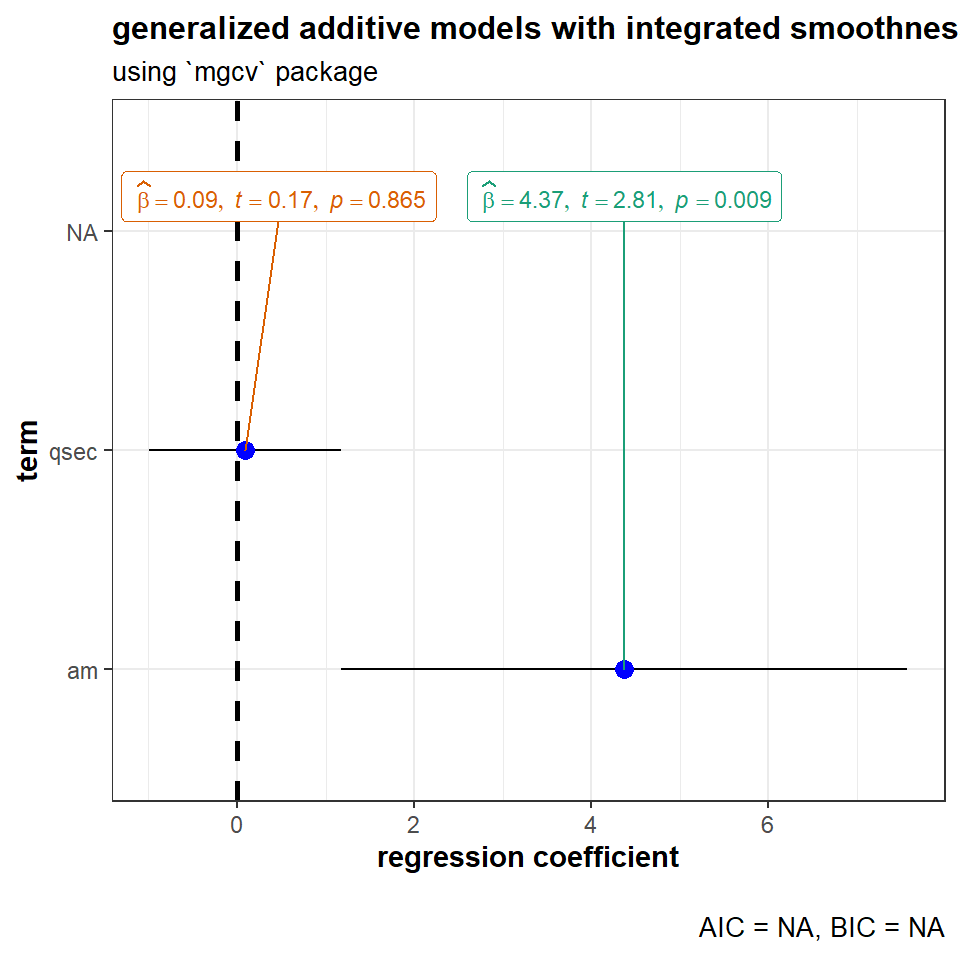 generalized additive models with integrated smoothnes
using `mgcv` package
β̂ = 0.09, t = 0.17, p = 0.865
β̂ = 4.37, t = 2.81, p = 0.009
NA
qsec
am
term
0 2 4 6
regression coefficient
AIC = NA, BIC = NA